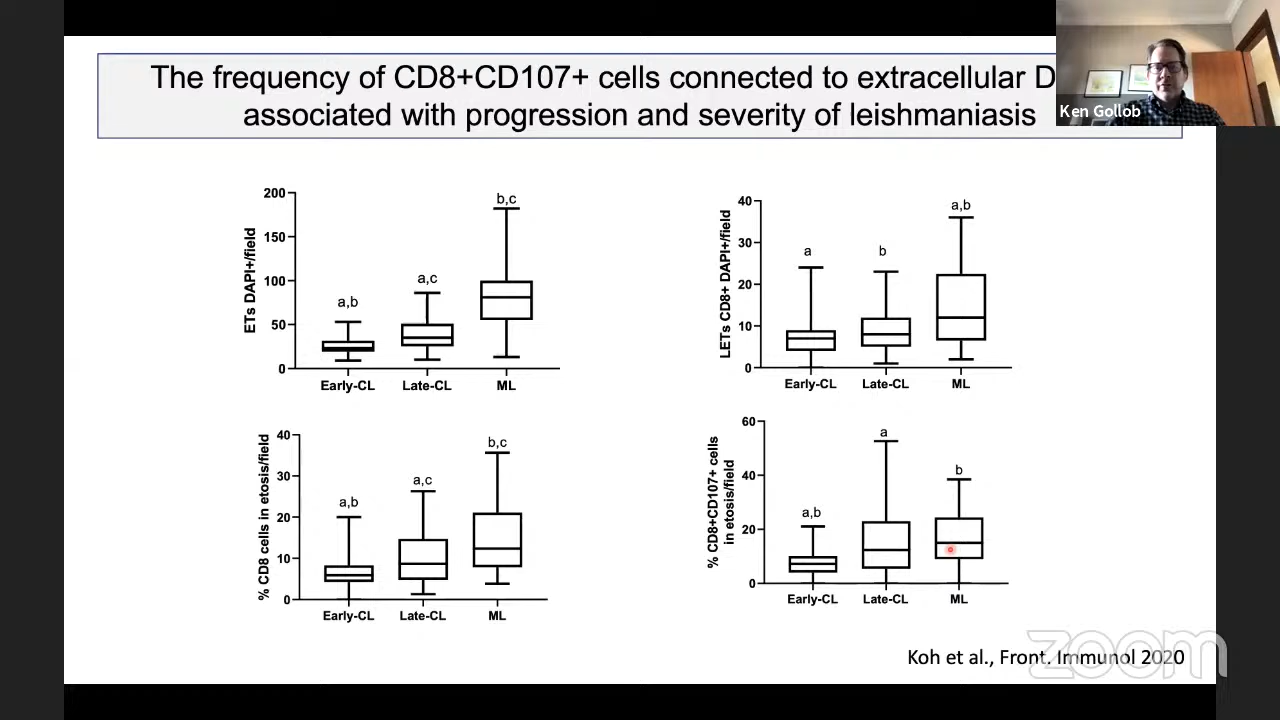 The frequency of CD8+CD107+ cells connected to extracellular
associated with progression and severity of leishmaniasis
Ken Gollob
ETs DAPI+/field
200
150
100
50
0
a,b
a,c
b,c
Early-CL
Late-CL
ML
LETs CD8+ DAPI+/field
40
30
20
10
0
a
b
a,b
Early-CL
Late-CL
ML
% CD8 cells in etosis/field
40
30
20
10
0
a,b
a,c
b,c
Early-CL
Late-CL
ML
% CD8+CD107+ cells
in etosis/field
60
40
20
0
a,b
a
b
Early-CL
Late-CL
ML
Koh et al., Front. Immunol 2020
zoom